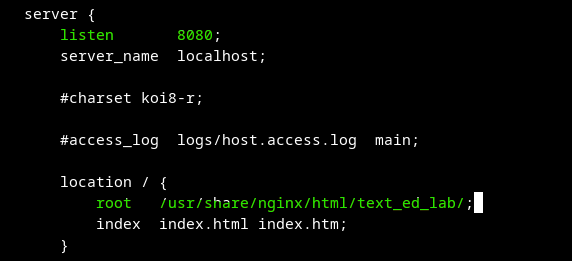 server {
    listen       8080;
    server_name  localhost;
    #charset koi8-r;
    #access_log  logs/host.access.log  main;
    location / {
        root   /usr/share/nginx/html/text_ed_lab/;
        index  index.html index.htm;
    }